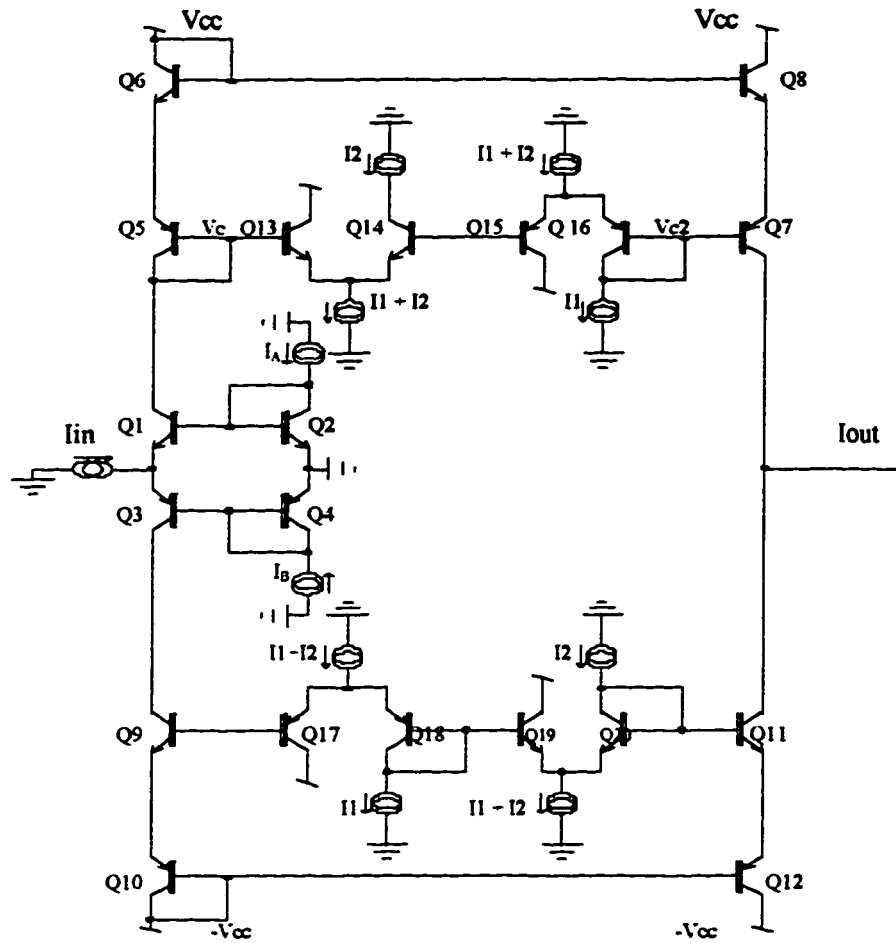 Vcc Vcc
Q6 Q8
I2 I1 + I2
Q5 Vc Q13 Q14 Q15 Q 16 Vc2 Q7
I1 + I2 I1
IA
Q1 Q2
Iin Iout
Q3 Q4
IB
I1 -I2 I2
Q9 Q17 Q18 Q19 Q11
I1 I1 - I2
Q10 Q12
-Vcc -Vcc